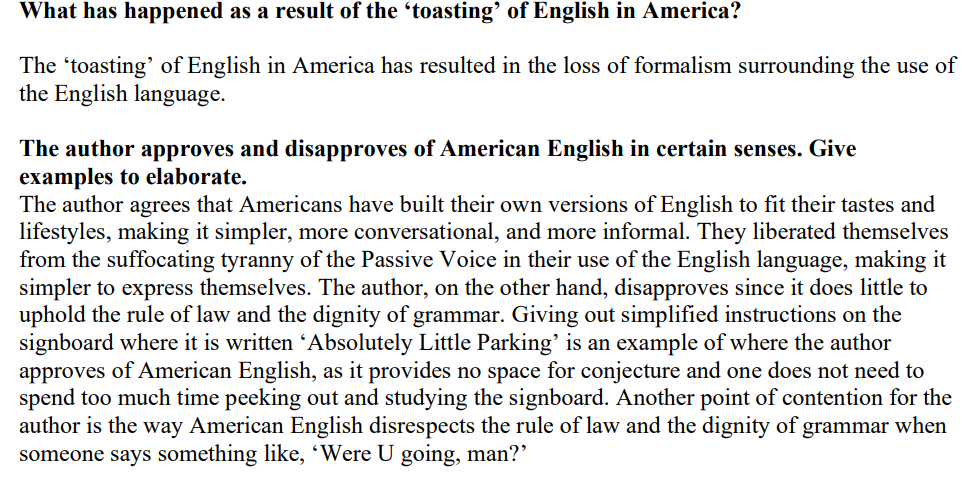 What has happened as a result of the ‘toasting’ of English in America?
The ‘toasting’ of English in America has resulted in the loss of formalism surrounding the use of
the English language.
The author approves and disapproves of American English in certain senses. Give
examples to elaborate.
The author agrees that Americans have built their own versions of English to fit their tastes and
lifestyles, making it simpler, more conversational, and more informal. They liberated themselves
from the suffocating tyranny of the Passive Voice in their use of the English language, making it
simpler to express themselves. The author, on the other hand, disapproves since it does little to
uphold the rule of law and the dignity of grammar. Giving out simplified instructions on the
signboard where it is written ‘Absolutely Little Parking’ is an example of where the author
approves of American English, as it provides no space for conjecture and one does not need to
spend too much time peeking out and studying the signboard. Another point of contention for the
author is the way American English disrespects the rule of law and the dignity of grammar when
someone says something like, ‘Were U going, man?’